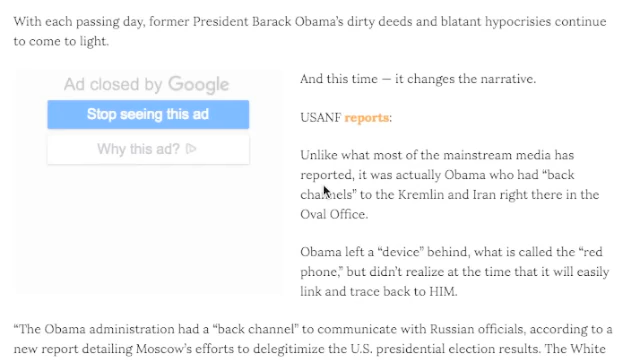 With each passing day, former President Barack Obama’s dirty deeds and blatant hypocrisies continue
to come to light.
Ad closed by Google
Stop seeing this ad
Why this ad?
And this time — it changes the narrative.
USANF reports:
Unlike what most of the mainstream media has
reported, it was actually Obama who had “back
channels” to the Kremlin and Iran right there in the
Oval Office.
Obama left a “device” behind, what is called the “red
phone,” but didn’t realize at the time that it will easily
link and trace back to HIM.
“The Obama administration had a “back channel” to communicate with Russian officials, according to a
new report detailing Moscow’s efforts to delegitimize the U.S. presidential election results. The White